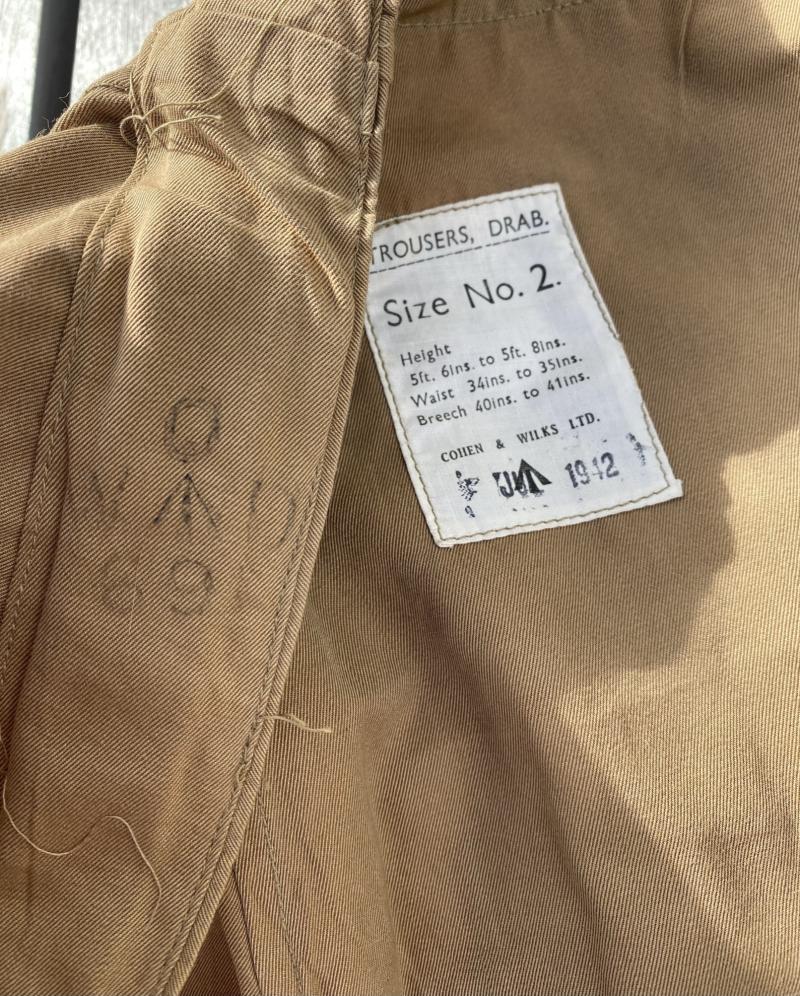 TROUSERS, DRAB.
Size No. 2.
Height
5ft. 6ins. to 5ft. 8ins.
Waist 34ins. to 35ins.
Breech 40ins. to 41ins.
COHEN & WILKS LTD.
1942
O
69